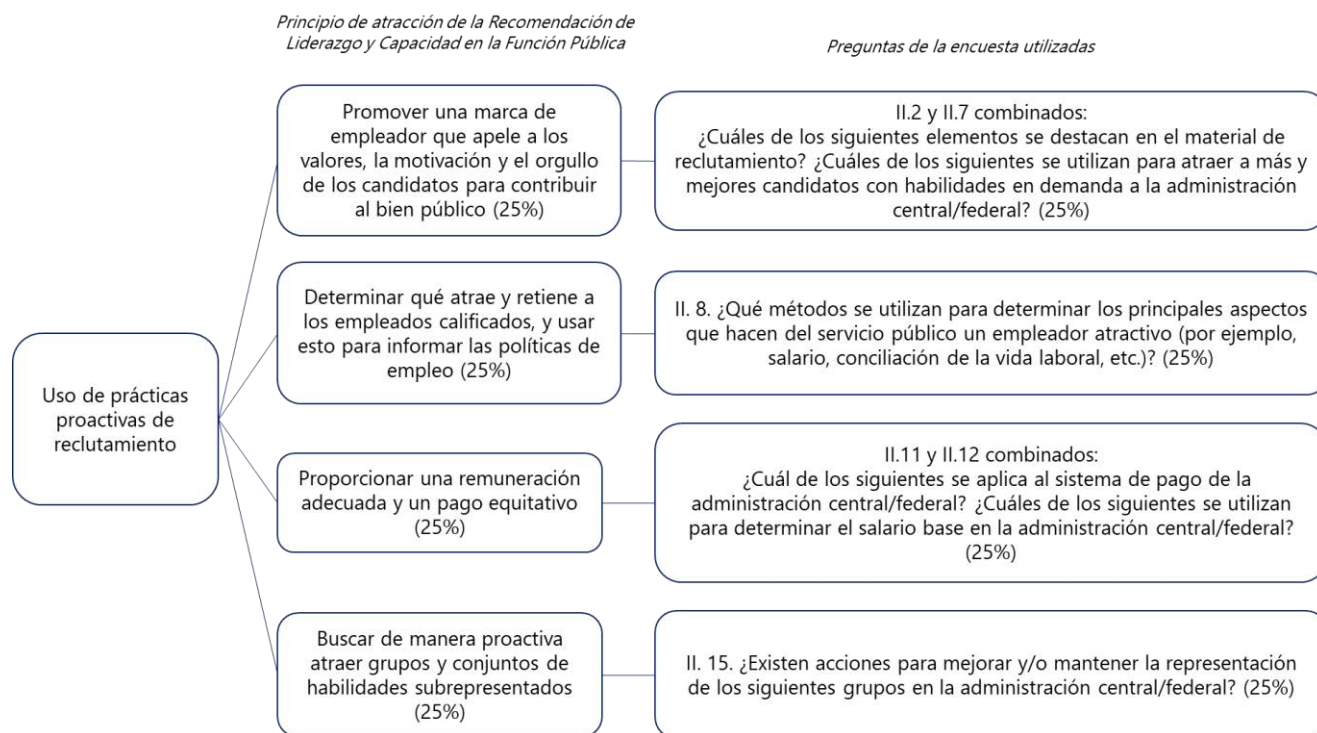 Principio de atracción de la Recomendación de
Liderazgo y Capacidad en la Función Pública
Preguntas de la encuesta utilizadas
Uso de prácticas
proactivas de
reclutamiento
Promover una marca de
empleador que apele a los
valores, la motivación y el orgullo
de los candidatos para contribuir
al bien público (25%)
II.2 y II.7 combinados:
¿Cuáles de los siguientes elementos se destacan en el material de
reclutamiento? ¿Cuáles de los siguientes se utilizan para atraer a más y
mejores candidatos con habilidades en demanda a la administración
central/federal? (25%)
Determinar qué atrae y retiene a
los empleados calificados, y usar
esto para informar las políticas de
empleo (25%)
II. 8. ¿Qué métodos se utilizan para determinar los principales aspectos
que hacen del servicio público un empleador atractivo (por ejemplo,
salario, conciliación de la vida laboral, etc.)? (25%)
Proporcionar una remuneración
adecuada y un pago equitativo
(25%)
II.11 y II.12 combinados:
¿Cuál de los siguientes se aplica al sistema de pago de la
administración central/federal? ¿Cuáles de los siguientes se utilizan
para determinar el salario base en la administración central/federal?
(25%)
Buscar de manera proactiva
atraer grupos y conjuntos de
habilidades subrepresentados
(25%)
II. 15. ¿Existen acciones para mejorar y/o mantener la representación
de los siguientes grupos en la administración central/federal? (25%)